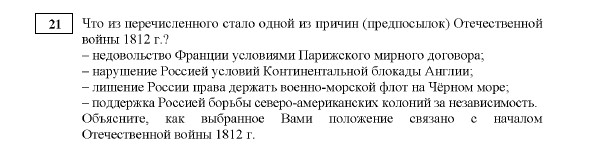 21
Что из перечисленного стало одной из причин (предпосылок) Отечественной
войны 1812 г.?
– недовольство Франции условиями Парижского мирного договора;
– нарушение Россией условий Континентальной блокады Англии;
– лишение России права держать военно-морской флот на Чёрном море;
– поддержка Россией борьбы северо-американских колоний за независимость.
Объясните, как выбранное Вами положение связано с началом
Отечественной войны 1812 г.